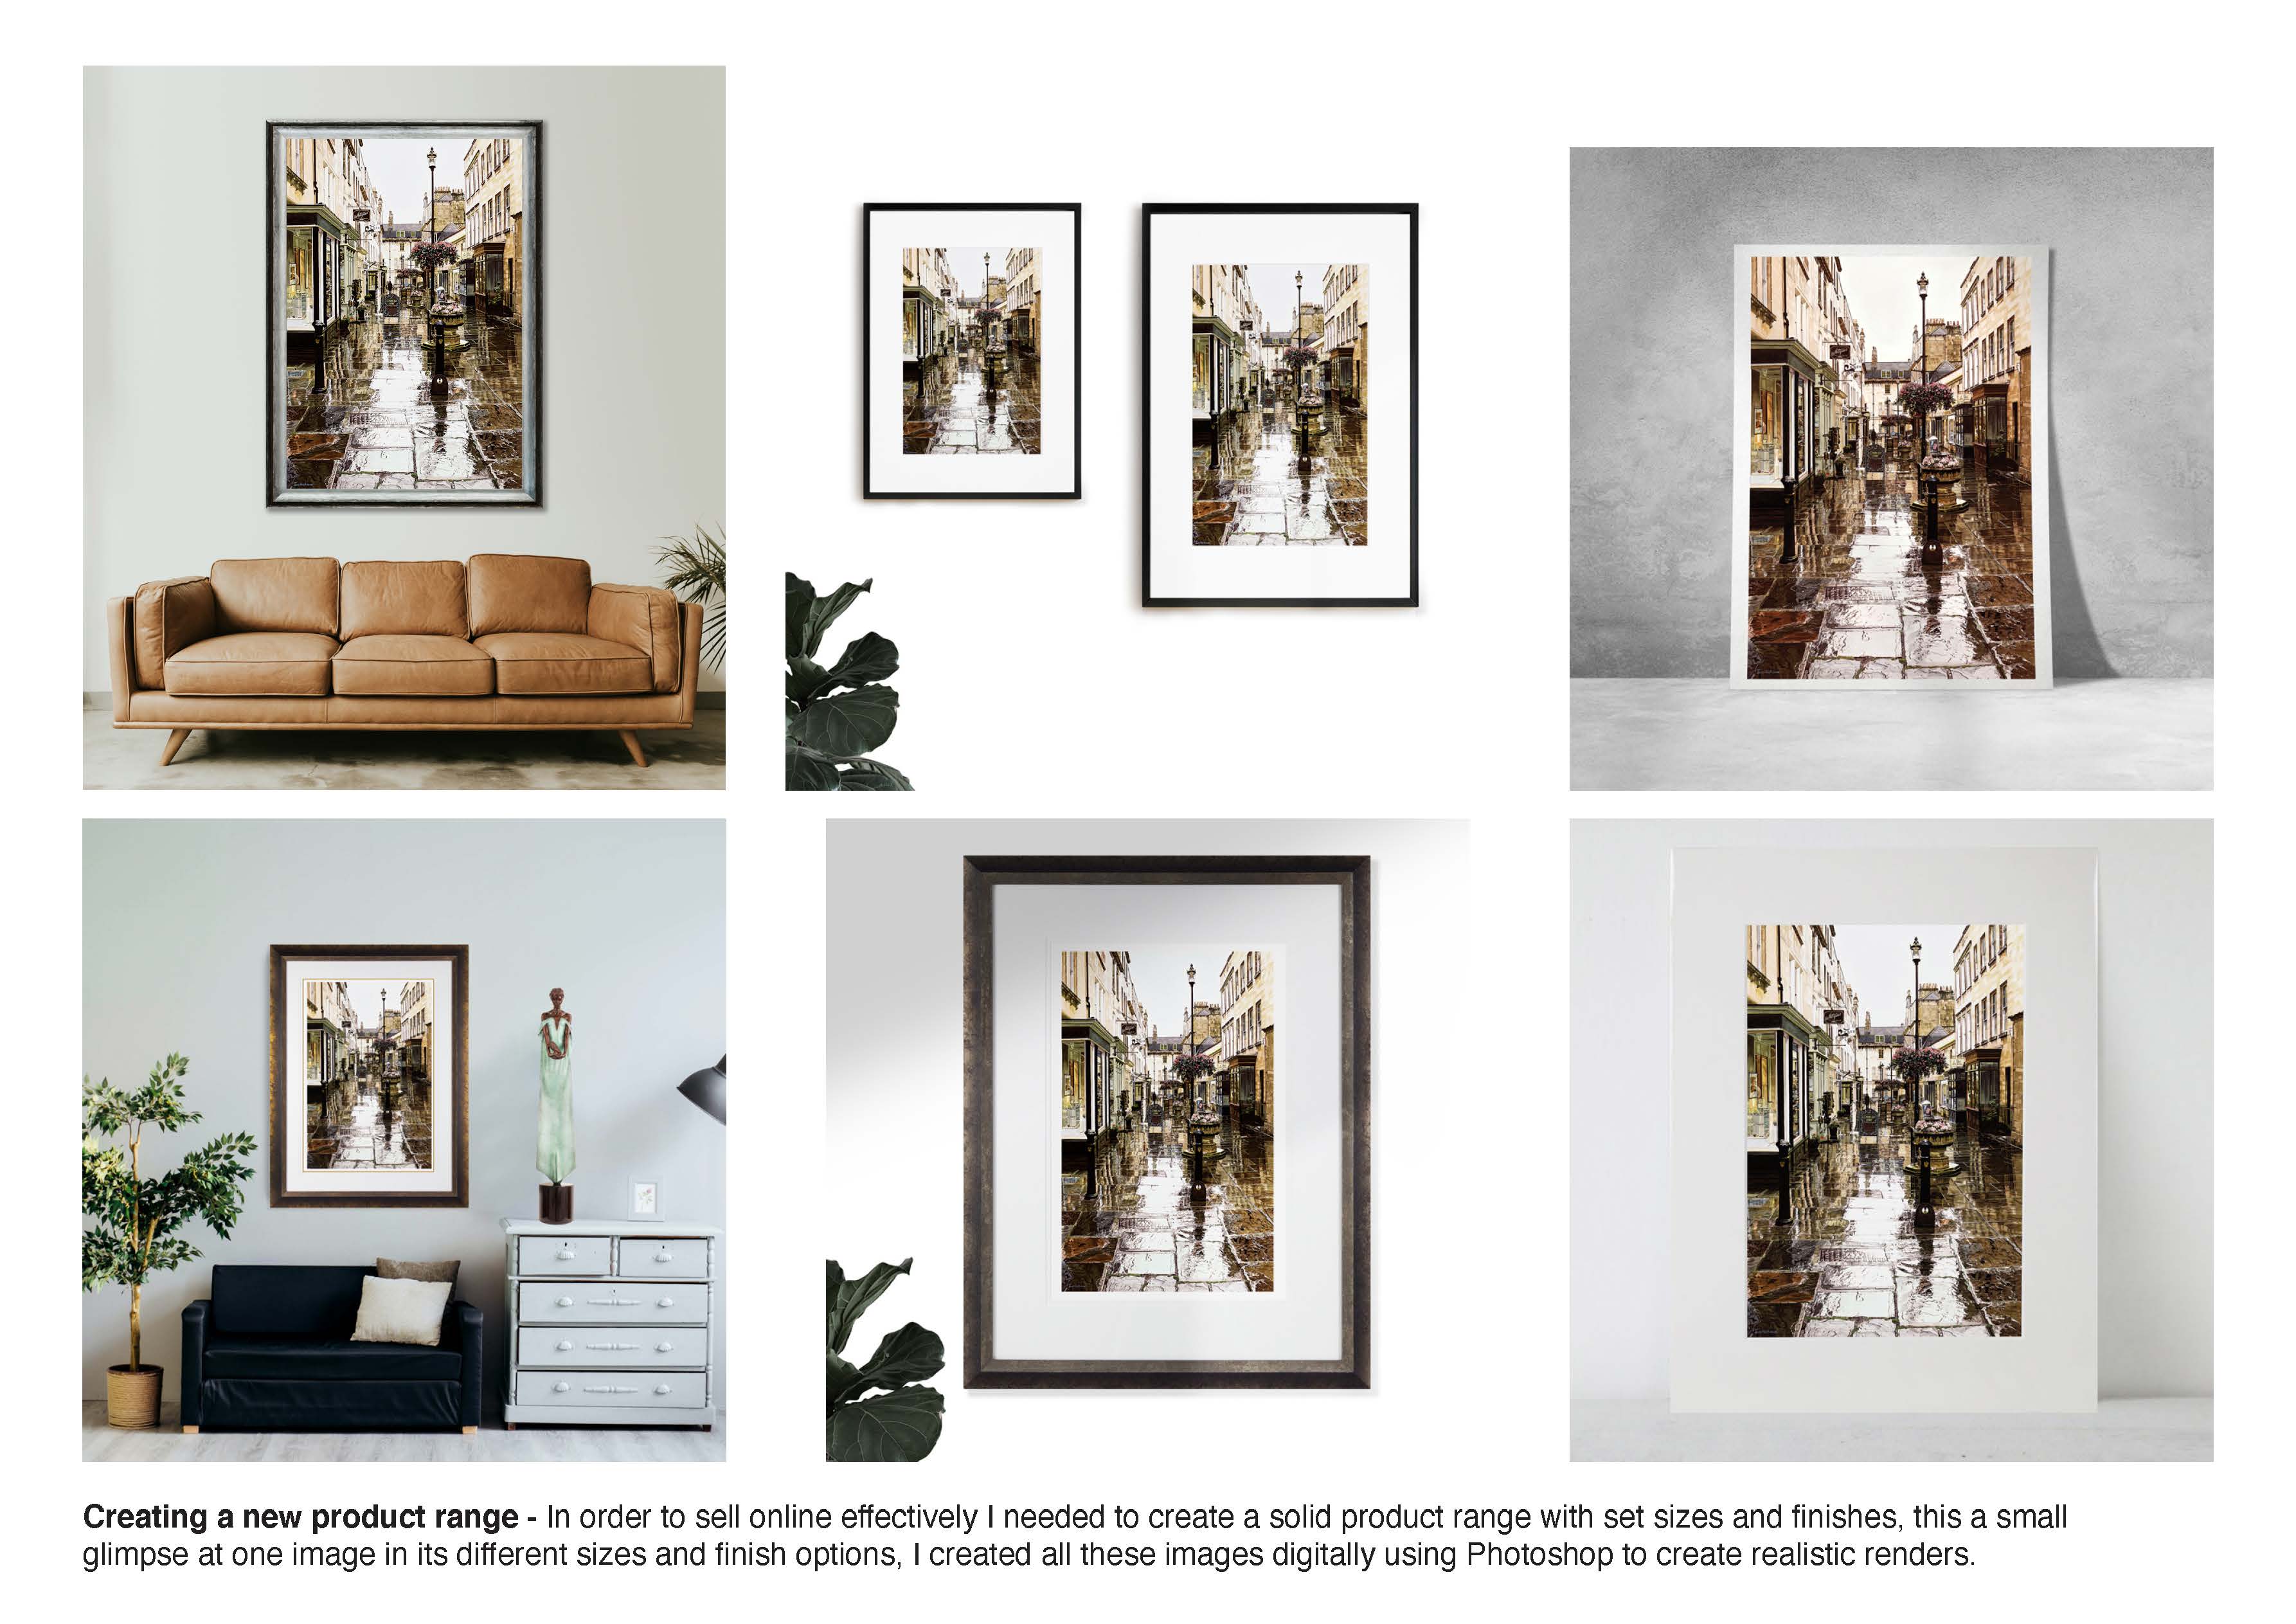 Creating a new product range - In order to sell online effectively I needed to create a solid product range with set sizes and finishes, this a small
glimpse at one image in its different sizes and finish options, I created all these images digitally using Photoshop to create realistic renders.